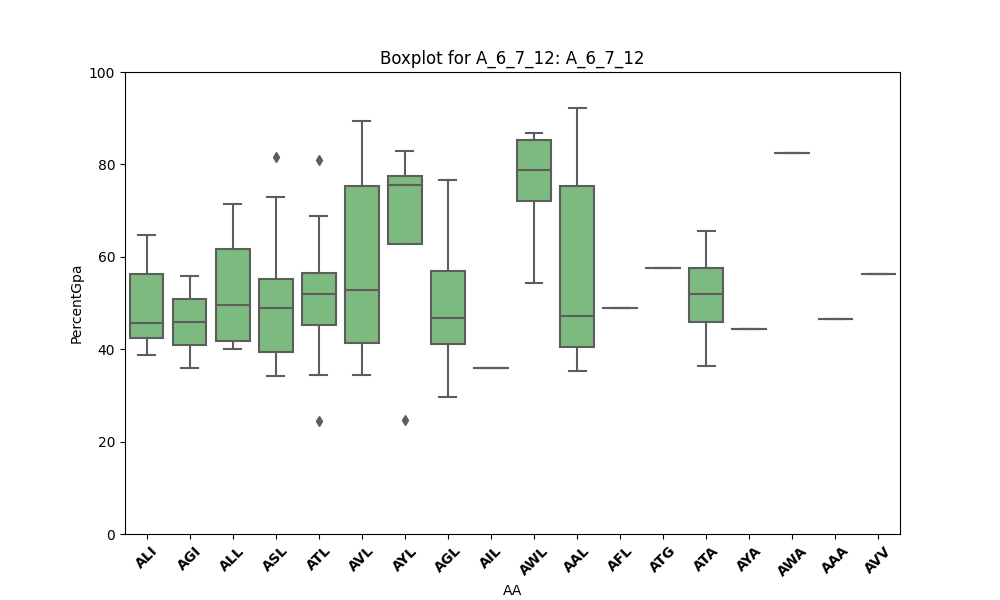 Boxplot for A_6_7_12: A_6_7_12
100
80
60
40
20
0
PercentGpa
ALI AGI ALL ASL ATL AVL AYL AGL AIL AWL AAL AFL ATG ATA AYA AWA AAA AVV
AA